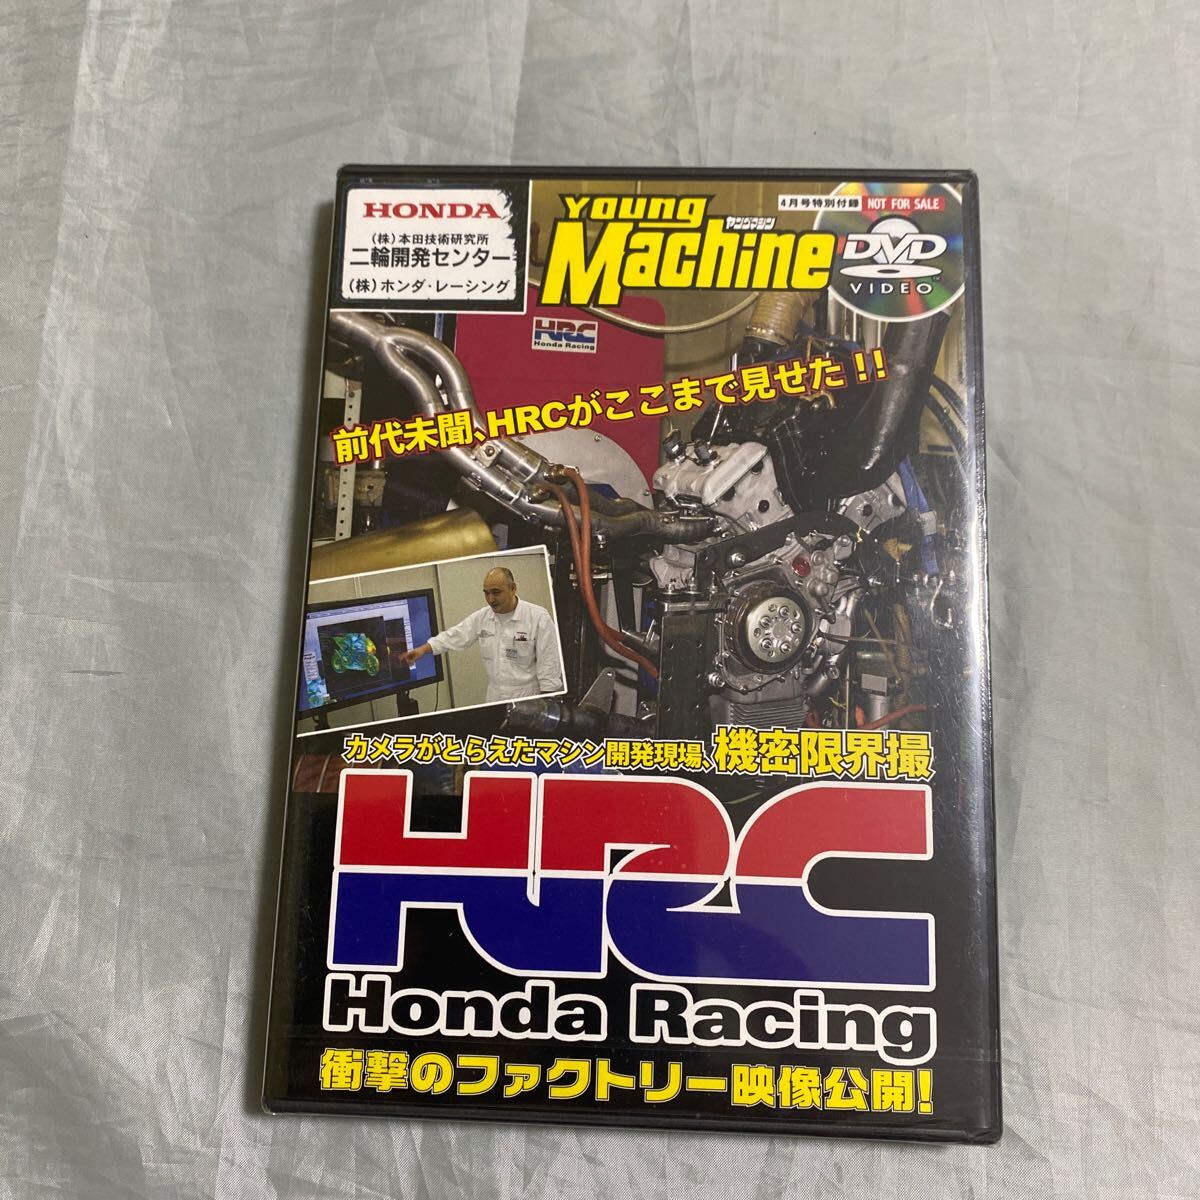 HONDA
(株)本田技術研究所
二輪開発センター
(株)ホンダ・レーシング
Young
Machine
ヤングマシン
4月号特別付録 NOT FOR SALE
DVD
VIDEO
HRC
Honda Racing
前代未聞、HRCがここまで見せた!!
カメラがとらえたマシン開発現場、機密限界撮
HRC
Honda Racing
衝撃のファクトリー映像公開!